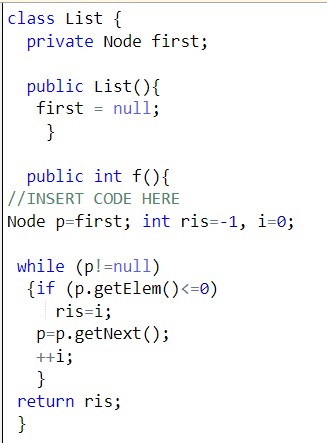 class List {
private Node first;
public List(){
first = null;
}
public int f(){
//INSERT CODE HERE
Node p=first; int ris=-1, i=0;
while (p!=null)
{if (p.getElem()<=0)
ris=i;
p=p.getNext();
++i;
}
return ris;
}